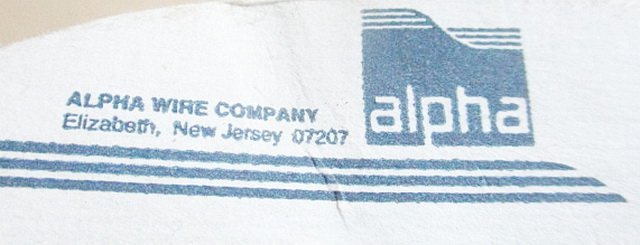 ALPHA WIRE COMPANY
Elizabeth, New Jersey 07207
alpha